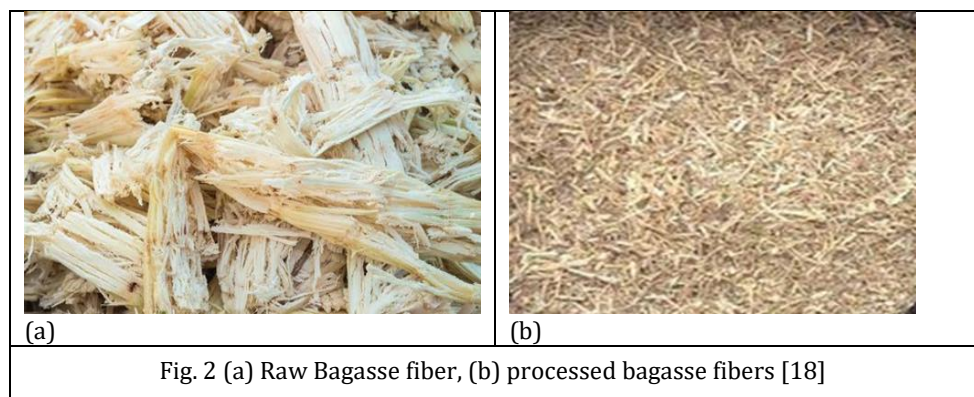 (a)
(b)
Fig. 2 (a) Raw Bagasse fiber, (b) processed bagasse fibers [18]